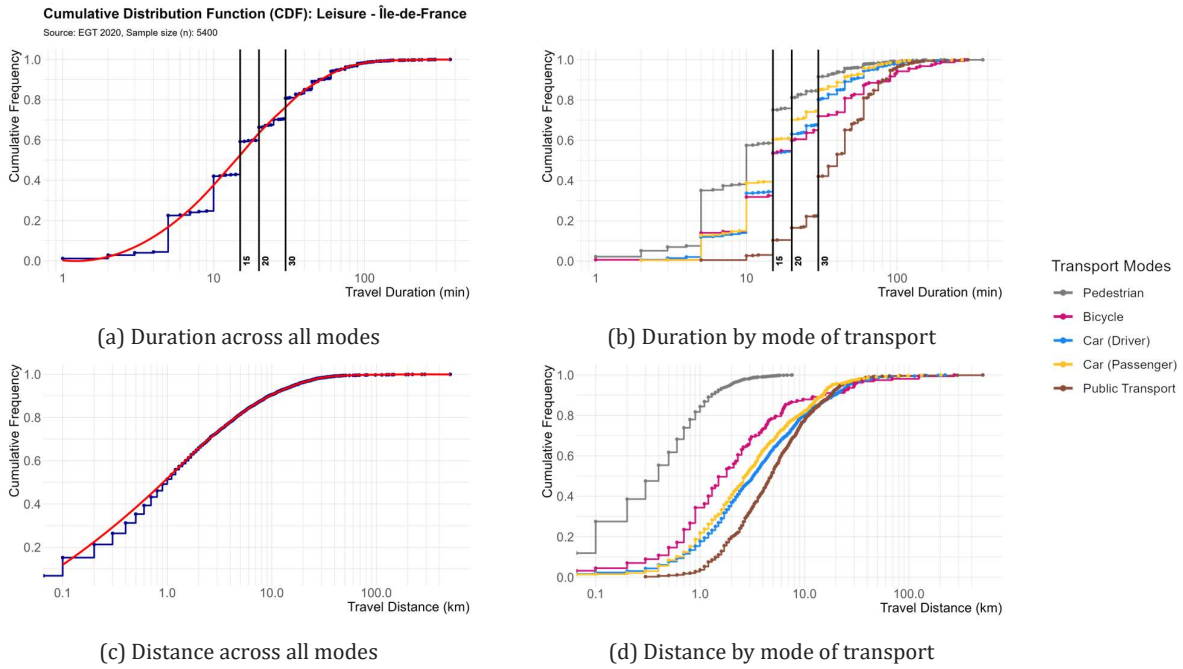 Cumulative Distribution Function (CDF): Leisure - Île-de-France
Source: EGT 2020, Sample size (n): 5400
Cumulative Frequency
1.0
0.8
0.6
0.4
0.2
0.0
15
20
30
1
10
100
Travel Duration (min)
(a) Duration across all modes
Cumulative Frequency
1.0
0.8
0.6
0.4
0.2
0.0
15
20
30
1
10
100
Travel Duration (min)
(b) Duration by mode of transport
Transport Modes
Pedestrian
Bicycle
Car (Driver)
Car (Passenger)
Public Transport
Cumulative Frequency
1.0
0.8
0.6
0.4
0.2
0.1
1.0
10.0
100.0
Travel Distance (km)
(c) Distance across all modes
Cumulative Frequency
1.0
0.8
0.6
0.4
0.2
0.0
0.1
1.0
10.0
100.0
Travel Distance (km)
(d) Distance by mode of transport